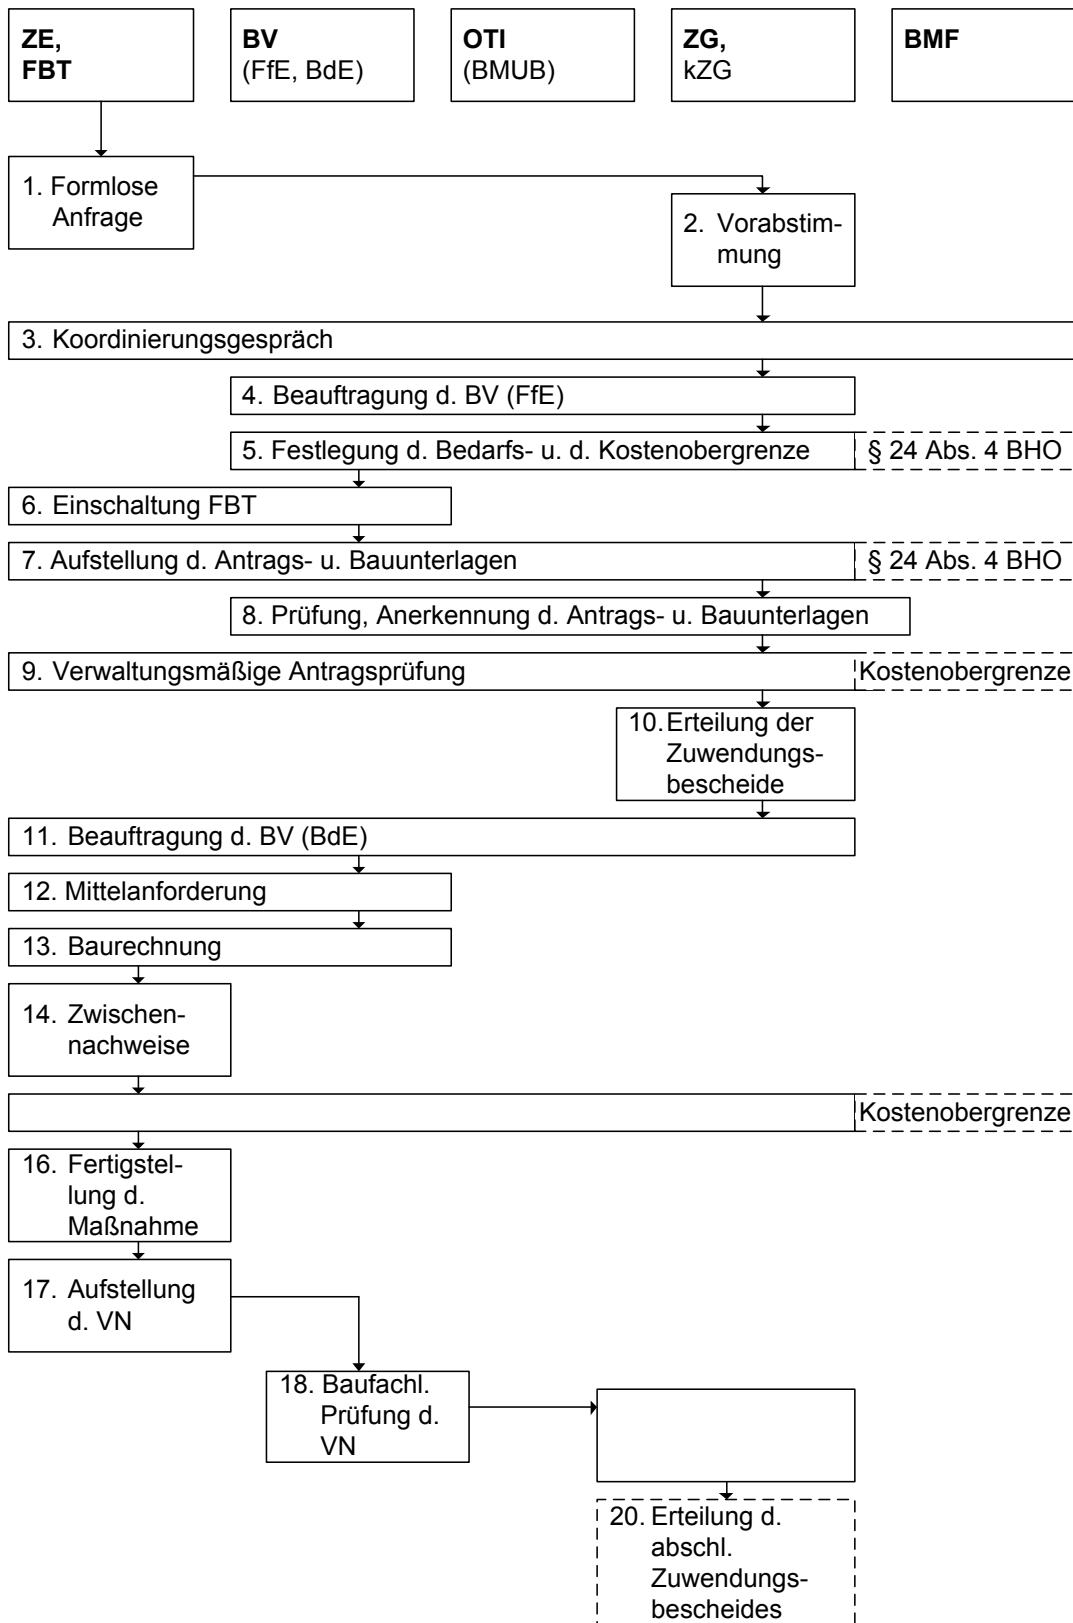 ZE,
FBT
BV
(FfE, BdE)
OTI
(BMUB)
ZG,
kZG
BMF
1. Formlose
Anfrage
2. Vorabstim-
mung
3. Koordinierungsgespräch
4. Beauftragung d. BV (FfE)
5. Festlegung d. Bedarfs- u. d. Kostenobergrenze
§ 24 Abs. 4 BHO
6. Einschaltung FBT
7. Aufstellung d. Antrags- u. Bauunterlagen
§ 24 Abs. 4 BHO
8. Prüfung, Anerkennung d. Antrags- u. Bauunterlagen
9. Verwaltungsmäßige Antragsprüfung
Kostenobergrenze
10. Erteilung der
Zuwendungs-
bescheide
11. Beauftragung d. BV (BdE)
12. Mittelanforderung
13. Baurechnung
14. Zwischen-
nachweise
Kostenobergrenze
16. Fertigstel-
lung d.
Maßnahme
17. Aufstellung
d. VN
18. Baufachl.
Prüfung d.
VN
20. Erteilung d.
abschl.
Zuwendungs-
bescheides